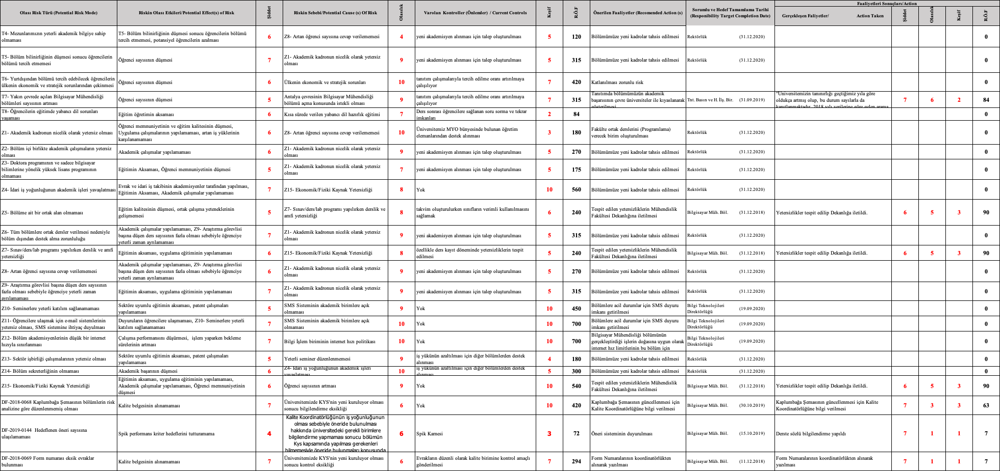 Olası Risk Türü (Potential Risk Mode)
Riskin Olası Etkileri/Potential Effect(s) of Risk
Şiddet
Riskin Sebebi/Potential Cause (s) Of Risk
Olasılık
Varolan Kontroller (Önlemler) / Current Controls
Keşif
R.Ö.F
Önerilen Faaliyetler (Recomended Action (s)
Sorumlu ve Hedef Tamamlama Tarihi
(Responibility Target Completion Date)
Faaliyetleri Sonuçları/Action
Gerçekleşen Faliyetler/ Action Taken
Şiddet
Olasılık
Keşif
R.Ö.F
T4- Mezunlarımızın yeterli akademik bilgiye sahip
olmaması
T5- Bölüm bilinirliğinin düşmesi sonucu öğrencilerin bölümü
tercih etmemesi, potansiyel öğrencilerin azalması
6
Z8- Artan öğrenci sayısına cevap verilememesi
4
yeni akademisyen alınması için talep oluşturulması
5
120
Bölümümüze yeni kadrolar tahsis edilmesi
Rektörlük (31.12.2020)
0
T5- Bölüm bilinirliğinin düşmesi sonucu öğrencilerin
bölümü tercih etmemesi
Öğrenci sayısının düşmesi
7
Z1- Akademik kadronun nicelik olarak yetersiz
olması
9
yeni akademisyen alınması için talep oluşturulması
5
315
Bölümümüze yeni kadrolar tahsis edilmesi
Rektörlük (31.12.2020)
0
T6- Yurtdışından bölümü tercih edebilecek öğrencilerin
ülkenin ekonomik ve stratejik sorunlarından çekinmesi
Öğrenci sayısının düşmesi
6
Ülkenin ekonomik ve stratejik sorunları
10
tanıtım çalışmalarıyla tercih edilme oranı artırılmaya
çalışılıyor
7
420
Katlanılması zorunlu risk
0
T7- Yakın çevrede açılan Bilgisayar Mühendisliği
bölümleri sayısının artması
Öğrenci sayısının düşmesi
5
Antalya çevresinin Bilgisayar Mühendisliği
bölümü açma konusunda istekli olması
9
tanıtım çalışmalarıyla tercih edilme oranı artırılmaya
çalışılıyor
7
315
Tanıtımda bölümümüzün akademik
başarısının çevre üniversiteler ile kıyaslanarak
gösterilmesi
Tnt. Basın ve H. İlş. Bir. (31.09.2019)
"Üniversitemizin tanınırlığı geçtiğimiz yıla göre
oldukça artmış olup, bu durum sayılarla da
kanıtlanmaktadır. 2018 yılı verilerine göre gelen arama
7
6
2
84
T8- Öğrencilerin eğitimde yabancı dil sorunları
yaşaması
Eğitim öğretimin aksaması
6
Kısa sürede verilen yabancı dil hazırlık eğitimi
7
Ders sonrası öğrencilere sağlanan soru sorma ve tekrar
imkanları
2
84
0
Z1- Akademik kadronun nicelik olarak yetersiz olması
Öğrenci memnuniyetinin ve eğitim kalitesinin düşmesi,
Uygulama çalışmalarının yapılamaması, artan iş yüklerinin
karşılanamaması
6
Z8- Artan öğrenci sayısına cevap verilememesi
10
Üniversitemiz MYO bünyesinde bulunan öğretim
elemanlarından destek alınması
3
180
Fakülte ortak derslerini (Programlama)
verecek birim oluşturulması
Rektörlük (31.12.2020)
0
Z2- Bölüm içi birlikte akademik çalışmaların yetersiz
olması
Akademik çalışmalar yapılamaması
6
Z1- Akademik kadronun nicelik olarak yetersiz
olması
9
yeni akademisyen alınması için talep oluşturulması
5
270
Bölümümüze yeni kadrolar tahsis edilmesi
Rektörlük (31.12.2020)
0
Z3- Doktora programının ve sadece bilgisayar
bilimlerine yönelik yüksek lisans programının
olmaması
Eğitimin Aksaması, Öğrenci memnuniyetinin düşmesi
5
Z1- Akademik kadronun nicelik olarak yetersiz
olması
7
yeni akademisyen alınması için talep oluşturulması
5
175
Bölümümüze yeni kadrolar tahsis edilmesi
Rektörlük (31.12.2020)
0
Z4- İdari iş yoğunluğunun akademik işleri yavaşlatması
Evrak ve idari iş takibinin akademisyenler tarafından yapılması,
Eğitimin Aksaması, Akademik çalışmalar yapılamaması
7
Z15- Ekonomik/Fiziki Kaynak Yetersizliği
8
Yok
10
560
Bölümümüze yeni kadrolar tahsis edilmesi
Rektörlük (31.12.2020)
0
Z5- Bölüme ait bir ortak alan olmaması
Eğitim kalitesinin düşmesi, ortak çalışma yeteneklerinin
gelişmemesi
5
Z7- Sınav/ders/lab programı yapılırken derslik ve
amfi yetersizliği
8
takvim oluşturulurken sınıfların verimli kullanılmasını
sağlamak
6
240
Tespit edilen yetersizliklerin Mühendislik
Fakültesi Dekanlığına iletilmesi
Bilgisayar Müh. Böl. (31.12.2018)
Yetersizlikler tespit edilip Dekanlığa iletildi.
6
5
3
90
Z6- Tüm bölümlere ortak dersler verilmesi nedeniyle
bölüm dışından destek alma zorunluluğu
Akademik çalışmalar yapılamaması, Z9- Araştırma görevlisi
başına düşen ders sayısının fazla olması sebebiyle öğrenciye
yeterli zaman ayrılamaması
7
Z1- Akademik kadronun nicelik olarak yetersiz
olması
9
yeni akademisyen alınması için talep oluşturulması
5
315
Bölümümüze yeni kadrolar tahsis edilmesi
Rektörlük (31.12.2020)
0
Z7- Sınav/ders/lab programı yapılırken derslik ve amfi
yetersizliği
Eğitimin aksaması, uygulama eğitiminin yapılamaması
6
Z15- Ekonomik/Fiziki Kaynak Yetersizliği
8
özellikle ders kayıt döneminde yetersizliklerin tespit
edilmesi
5
240
Tespit edilen yetersizliklerin Mühendislik
Fakültesi Dekanlığına iletilmesi
Bilgisayar Müh. Böl. (31.12.2018)
Yetersizlikler tespit edilip Dekanlığa iletildi.
6
5
3
90
Z8- Artan öğrenci sayısına cevap verilememesi
Akademik çalışmalar yapılamaması, Z9- Araştırma görevlisi
başına düşen ders sayısının fazla olması sebebiyle öğrenciye
yeterli zaman ayrılamaması
6
Z1- Akademik kadronun nicelik olarak yetersiz
olması
9
yeni akademisyen alınması için talep oluşturulması
5
270
Bölümümüze yeni kadrolar tahsis edilmesi
Rektörlük (31.12.2020)
0
Z9- Araştırma görevlisi başına düşen ders sayısının
fazla olması sebebiyle öğrenciye yeterli zaman
ayrılamaması
Eğitimin aksaması, uygulama eğitiminin yapılamaması
7
Z1- Akademik kadronun nicelik olarak yetersiz
olması
9
yeni akademisyen alınması için talep oluşturulması
5
315
Bölümümüze yeni kadrolar tahsis edilmesi
Rektörlük (31.12.2020)
0
Z10- Seminerlere yeterli katılım sağlanamaması
Sektöre uyumlu eğitimin aksaması, patent çalışmaları
yapılamaması
5
SMS Sisteminin akademik birimlere açık
olmaması
9
Yok
10
450
Bölümlere acil durumlar için SMS duyuru
imkanı getirilmesi
Bilgi Teknolojileri
Direktörlüğü (19.09.2020)
0
Z11- Öğrencilere ulaşmak için e-mail sistemlerinin
yetersiz olması, SMS sistemine ihtiyaç duyulması
Duyuruların öğrencilere ulaşmaması, Z10- Seminerlere yeterli
katılım sağlanamaması
7
SMS Sisteminin akademik birimlere açık
olmaması
10
Yok
10
700
Bölümlere acil durumlar için SMS duyuru
imkanı getirilmesi
Bilgi Teknolojileri
Direktörlüğü (19.09.2020)
0
Z12- Bölüm akademisyenlerinin düşük bir internet
hızıyla sınırlanması
Çalışma performansını düşürmesi, işlem yaparken bekleme
sürelerinin artması
7
Bilgi İşlem biriminin internet hızı politikası
10
Yok
10
700
Bilgisayar Mühendisliği bölümünün
gerçekleştirdiği işlerin doğasına uygun olarak
internet hız limitlerinin bu bölüm için
Bilgi Teknolojileri
Direktörlüğü (19.09.2020)
0
Z13- Sektör işbirliği çalışmalarının yetersiz olması
Sektöre uyumlu eğitimin aksaması, patent çalışmaları
yapılamaması
5
Yeterli seminer düzenlenmemesi
9
iş yükünün azaltılması için diğer bölümlerden destek
alınması
4
180
Bölümümüze yeni kadrolar tahsis edilmesi
Rektörlük (31.12.2020)
0
Z14- Bölüm sekreterliğinin olmaması
Akademik başarının düşmesi
6
Z4- İdari iş yoğunluğunun akademik işleri
yavaşlatması
10
iş yükünün azaltılması için diğer bölümlerden destek
alınması
5
300
Bölümümüze yeni kadrolar tahsis edilmesi
Rektörlük (31.12.2020)
0
Z15- Ekonomik/Fiziki Kaynak Yetersizliği
Eğitimin aksaması, uygulama eğitiminin yapılamaması,
Akademik çalışmalar yapılamaması, Öğrenci memnuniyetinin
düşmesi
6
Öğrenci sayısının artması
9
Yok
10
540
Tespit edilen yetersizliklerin Mühendislik
Fakültesi Dekanlığına iletilmesi
Bilgisayar Müh. Böl. (31.12.2018)
Yetersizlikler tespit edilip Dekanlığa iletildi.
6
5
3
90
DF-2018-0068 Kaplumbağa Şemasının bölümlerin risk
analizine göre düzenlenmemiş olması
Kalite belgesinin alınamaması
7
Üniversitemizde KYS'nin yeni kuruluyor olması
sonucu bilgilendirme eksikliği
6
Yok
10
420
Kaplumbağa Şemasının güncellenmesi için
Kalite Koordinatörlüğüne bilgi verilmesi
Bilgisayar Müh. Böl. (30.10.2019)
Kaplumbağa Şemasının güncellenmesi için Kalite
Koordinatörlüğüne bilgi verilmesi
7
3
3
63
DF-2019-0144 Hedeflenen öneri sayısına
ulaşılamaması
Spik performans kriter hedeflerini tutturamama
4
Kalite Koordinatörlüğünün iş yoğunluğunun
olması sebebiyle öneride bulunulması
hakkında üniversitedeki gerekli birimlere
bilgilendirme yapmaması sonucu bölümün
Kys kapsamında yapılması gerekenleri
bilmemesiyle öneride bulunmaları konusunda
6
Spik Karnesi
3
72
Öneri sisteminin duyurulması
Bilgisayar Müh. Böl. (15.10.2019)
Derste sözlü bilgilendirme yapıldı
7
1
1
7
DF-2018-0069 Form numarası eksik evraklar
bulunması
Kalite belgesinin alınamaması
7
Üniversitemizde KYS'nin yeni kuruluyor olması
sonucu kontrol eksikliği
6
Evrakların düzenli olarak kalite birimine kontrol amaçlı
gönderilmesi
7
294
Form Numaralarının koordinatörlükten
alınarak yazılması
Bilgisayar Müh. Böl. (11.12.2018)
Form Numaralarının koordinatörlükten alınarak
yazılması
7
1
1
7